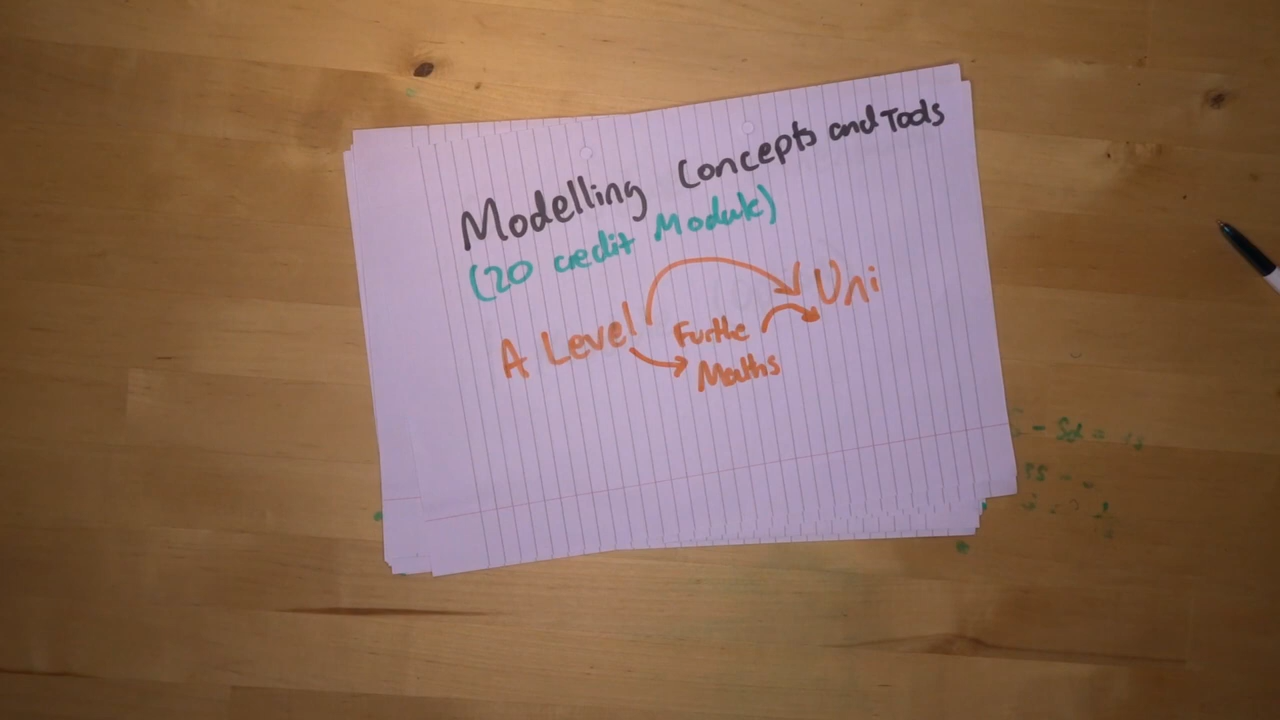 Modelling Concepts and Tools
(20 credit Module)
A Level
Furthe
Maths
Uni